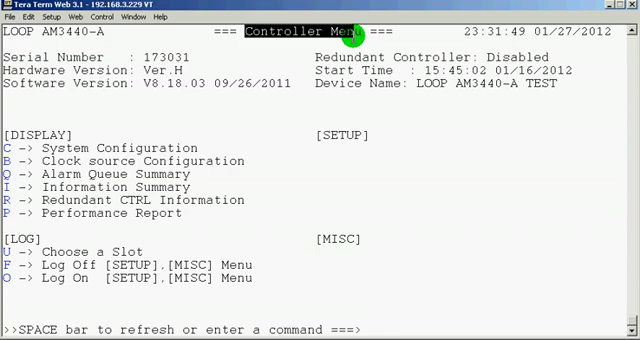 Tera Term Web 3.1 - 192.168.3.229 VT
File Edit Setup Web Control Window Help
LOOP AM3440-A === Controller Menu === 23:31:49 01/27/2012
Serial Number : 173031 Redundant Controller: Disabled
Hardware Version: Ver.H Start Time : 15:45:02 01/16/2012
Software Version: V8.18.03 09/26/2011 Device Name: LOOP AM3440-A TEST
[DISPLAY] [SETUP]
C -> System Configuration
B -> Clock source Configuration
Q -> Alarm Queue Summary
I -> Information Summary
R -> Redundant CTRL Information
P -> Performance Report
[LOG] [MISC]
U -> Choose a Slot
F -> Log Off [SETUP],[MISC] Menu
O -> Log On [SETUP],[MISC] Menu
>>SPACE bar to refresh or enter a command ===>